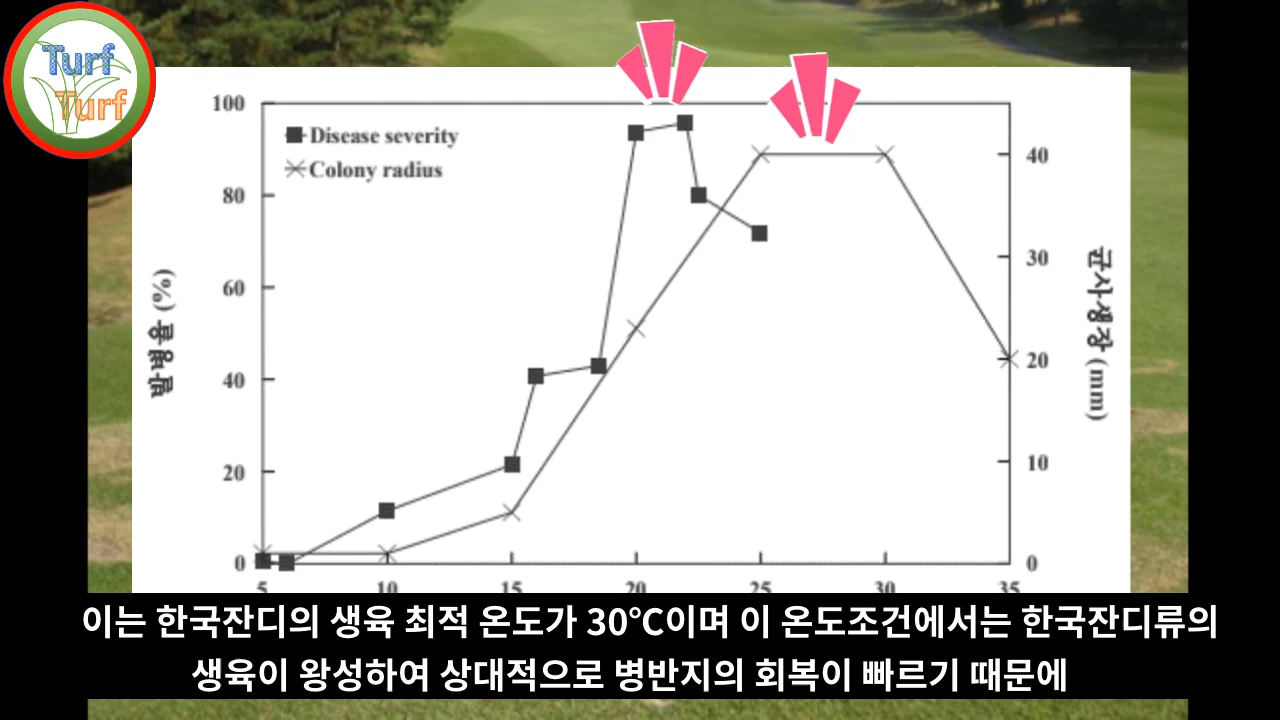 Turf
Turf
100
80
60
40
20
0
발병율 (%)
Disease severity
Colony radius
40
30
20
10
0
균사생장 (mm)
5 10 15 20 25 30 35
이는 한국잔디의 생육 최적 온도가 30℃이며 이 온도조건에서는 한국잔디류의
생육이 왕성하여 상대적으로 병반지의 회복이 빠르기 때문에